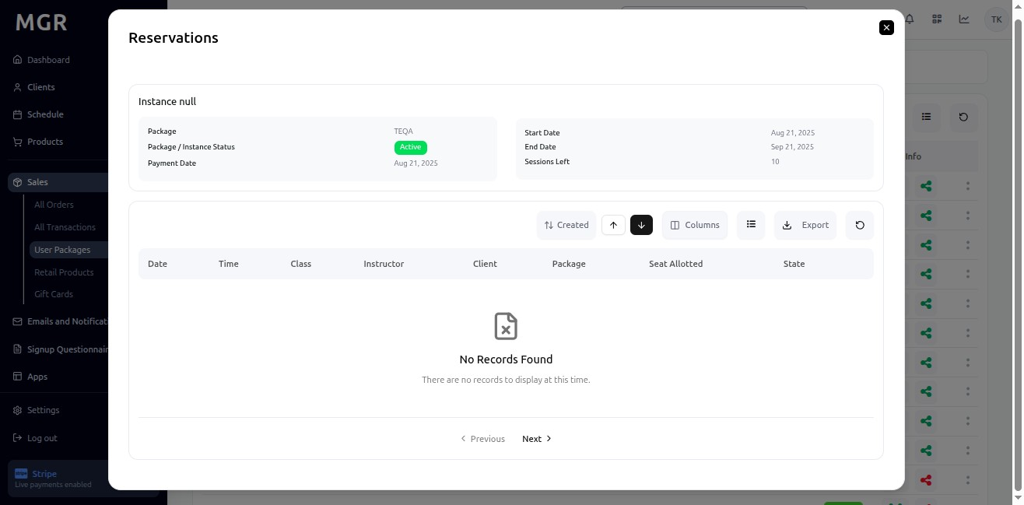 MGR
Reservations
TK
Dashboard
Clients
Schedule
Products
Sales
All Orders
All Transactions
User Packages
Retail Products
Gift Cards
Emails and Notificat
Signup Questionnair
Apps
Settings
Log out
Stripe
Live payments enabled
Instance null
Package TEQA
Package / Instance Status Active
Payment Date Aug 21, 2025
Start Date Aug 21, 2025
End Date Sep 21, 2025
Sessions Left 10
Info
Created Columns Export
Date Time Class Instructor Client Package Seat Allotted State
No Records Found
There are no records to display at this time.
Previous Next